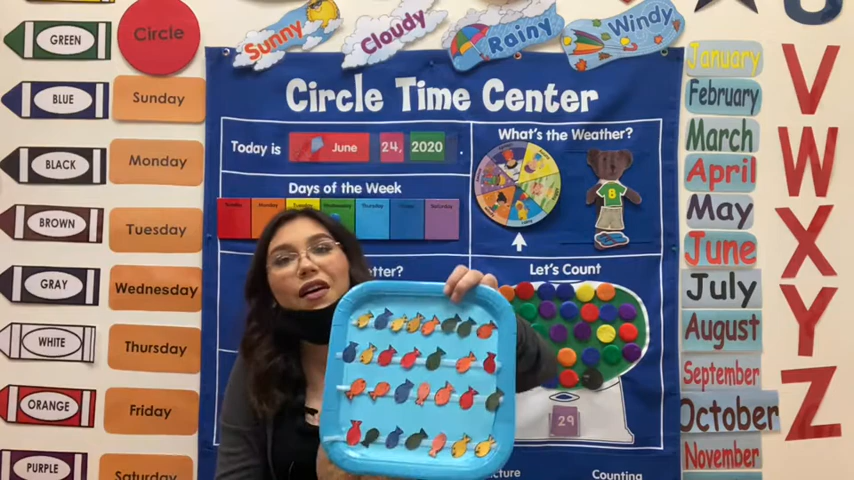 GREEN
BLUE
BLACK
BROWN
GRAY
WHITE
ORANGE
PURPLE
Circle
Sunday
Monday
Tuesday
Wednesday
Thursday
Friday
Saturday
Sunny
Cloudy
Rainy
Windy
Circle Time Center
Today is June 24, 2020.
Days of the Week
What's the Weather?
B
Let's Count
29
Counting
January
February
March
April
May
June
July
August
September
October
November
U
V
W
X
Y
Z